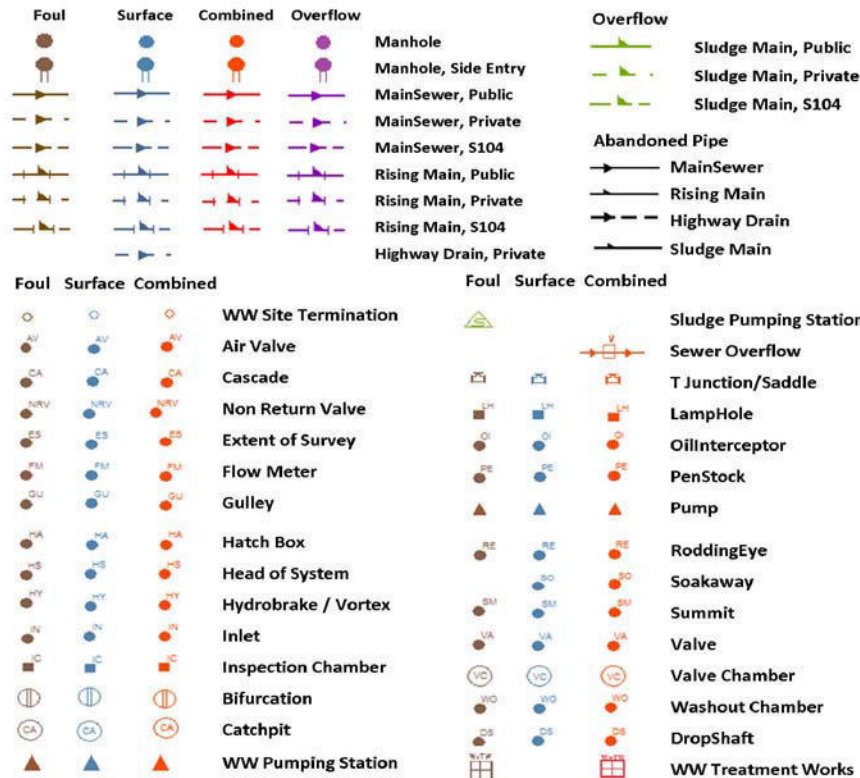 Foul Surface Combined Overflow
Manhole
Manhole, Side Entry
MainSewer, Public
MainSewer, Private
MainSewer, S104
Rising Main, Public
Rising Main, Private
Rising Main, S104
Highway Drain, Private
Overflow
Sludge Main, Public
Sludge Main, Private
Sludge Main, S104
Abandoned Pipe
MainSewer
Rising Main
Highway Drain
Sludge Main
Foul Surface Combined
WW Site Termination
AV AV AV Air Valve
CA CA CA Cascade
NRV NRV NRV Non Return Valve
ES ES ES Extent of Survey
FM FM FM Flow Meter
GU GU GU Gulley
HA HA HA Hatch Box
HS HS HS Head of System
HY HY HY Hydrobrake / Vortex
IN IN IN Inlet
IC IC IC Inspection Chamber
Bifurcation
CA CA CA Catchpit
WW Pumping Station
Foul Surface Combined
S Sludge Pumping Station
V Sewer Overflow
T Junction/Saddle
LH LH LH LampHole
OI OI OI OilInterceptor
PE PE PE PenStock
Pump
RE RE RE RoddingEye
SO SO Soakaway
SM SM SM Summit
VA VA VA Valve
VC VC VC Valve Chamber
WO WO WO Washout Chamber
DS DS DS DropShaft
WwTW WwTW WW Treatment Works